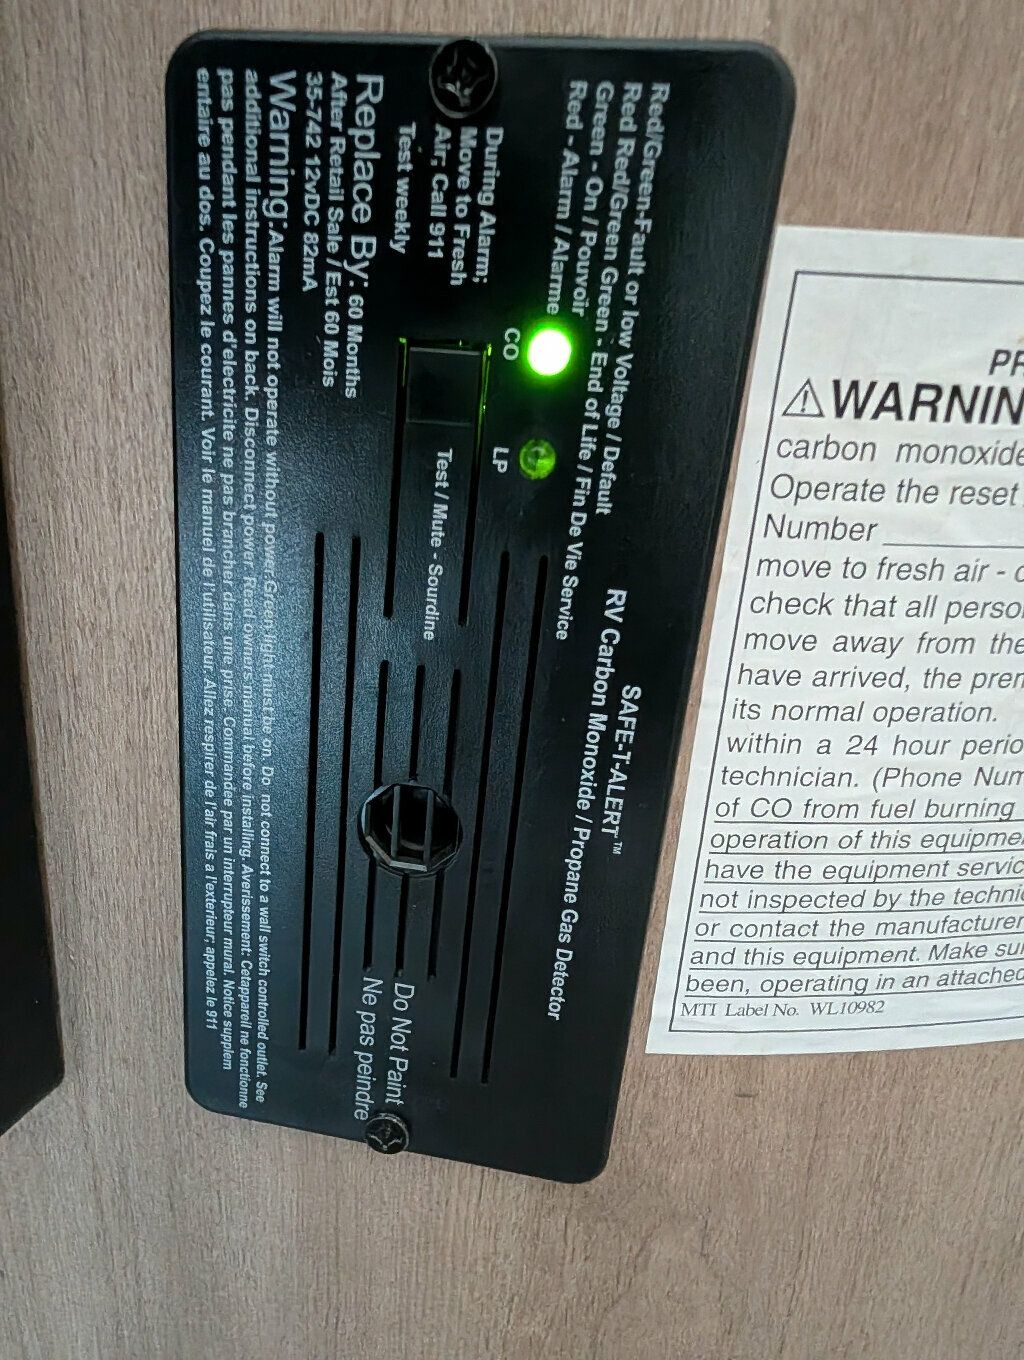 SAFE-T-ALERT™
RV Carbon Monoxide / Propane Gas Detector
Red/Green-Fault or low Voltage / Default
Red Red/Green Green - End of Life / Fin De Vie Service
Green - On / Pouvoir
Red - Alarm / Alarme
CO
LP
During Alarm;
Move to Fresh
Air; Call 911
Test weekly
Test / Mute - Sourdine
Replace By: 60 Months
After Retail Sale / Est 60 Mois
35-742 12vDC 82mA
Do Not Paint
Ne pas peindre
Warning: Alarm will not operate without power. Green light must be on. Do not connect to a wall switch controlled outlet. See
additional instructions on back. Disconnect power. Read owners manual before installing. Averissement: Cetappareil ne fonctionne
pas pendant les pannes d'electricite ne pas brancher dans une prise. Commandee par un interrupteur mural. Notice supplem
entaire au dos. Coupez le courant. Voir le manuel de l'utilisateur. Allez respirer de l'air frais a l'exterieur; appelez le 911
PR
⚠WARNIN
carbon monoxide
Operate the reset
Number
move to fresh air -
check that all perso
move away from the
have arrived, the prem
its normal operation.
within a 24 hour perio
technician. (Phone Num
of CO from fuel burning
operation of this equipme
have the equipment servic
not inspected by the technic
or contact the manufacturer
and this equipment. Make su
been, operating in an attached
MTI Label No. WL10982